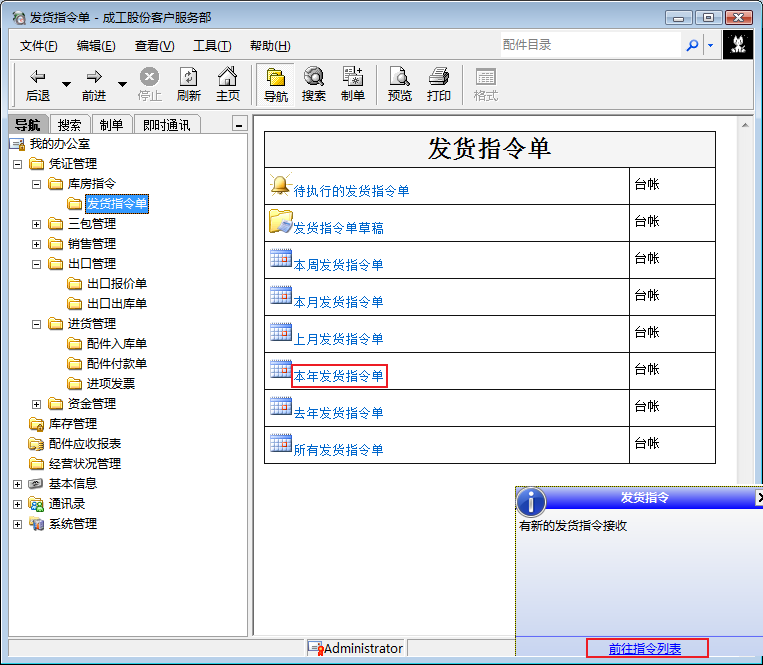 发货指令单 - 成工股份客户服务部
文件(F) 编辑(E) 查看(V) 工具(T) 帮助(H) 配件目录
后退 前进 停止 刷新 主页 导航 搜索 制单 预览 打印 格式
导航 搜索 制单 即时通讯
我的办公室
凭证管理
库房指令
发货指令单
三包管理
销售管理
出口管理
出口报价单
出口出库单
进货管理
配件入库单
配件付款单
进项发票
资金管理
库存管理
配件应收报表
经营状况管理
基本信息
通讯录
系统管理
发货指令单
待执行的发货指令单 台帐
发货指令单草稿 台帐
本周发货指令单 台帐
本月发货指令单 台帐
上月发货指令单 台帐
本年发货指令单 台帐
去年发货指令单 台帐
所有发货指令单 台帐
发货指令
有新的发货指令接收
前往指令列表
Administrator